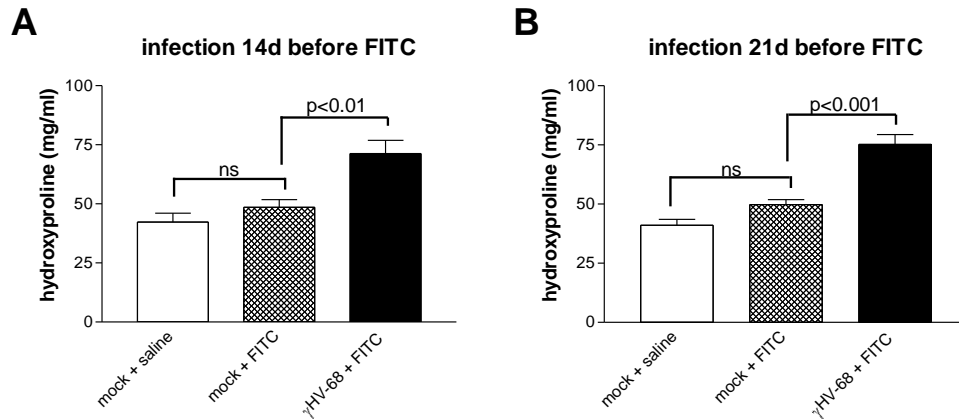 A
infection 14d before FITC
hydroxyproline (mg/ml)
100
75
50
25
0
ns
p<0.01
mock + saline
mock + FITC
γHV-68 + FITC
B
infection 21d before FITC
hydroxyproline (mg/ml)
100
75
50
25
0
ns
p<0.001
mock + saline
mock + FITC
γHV-68 + FITC